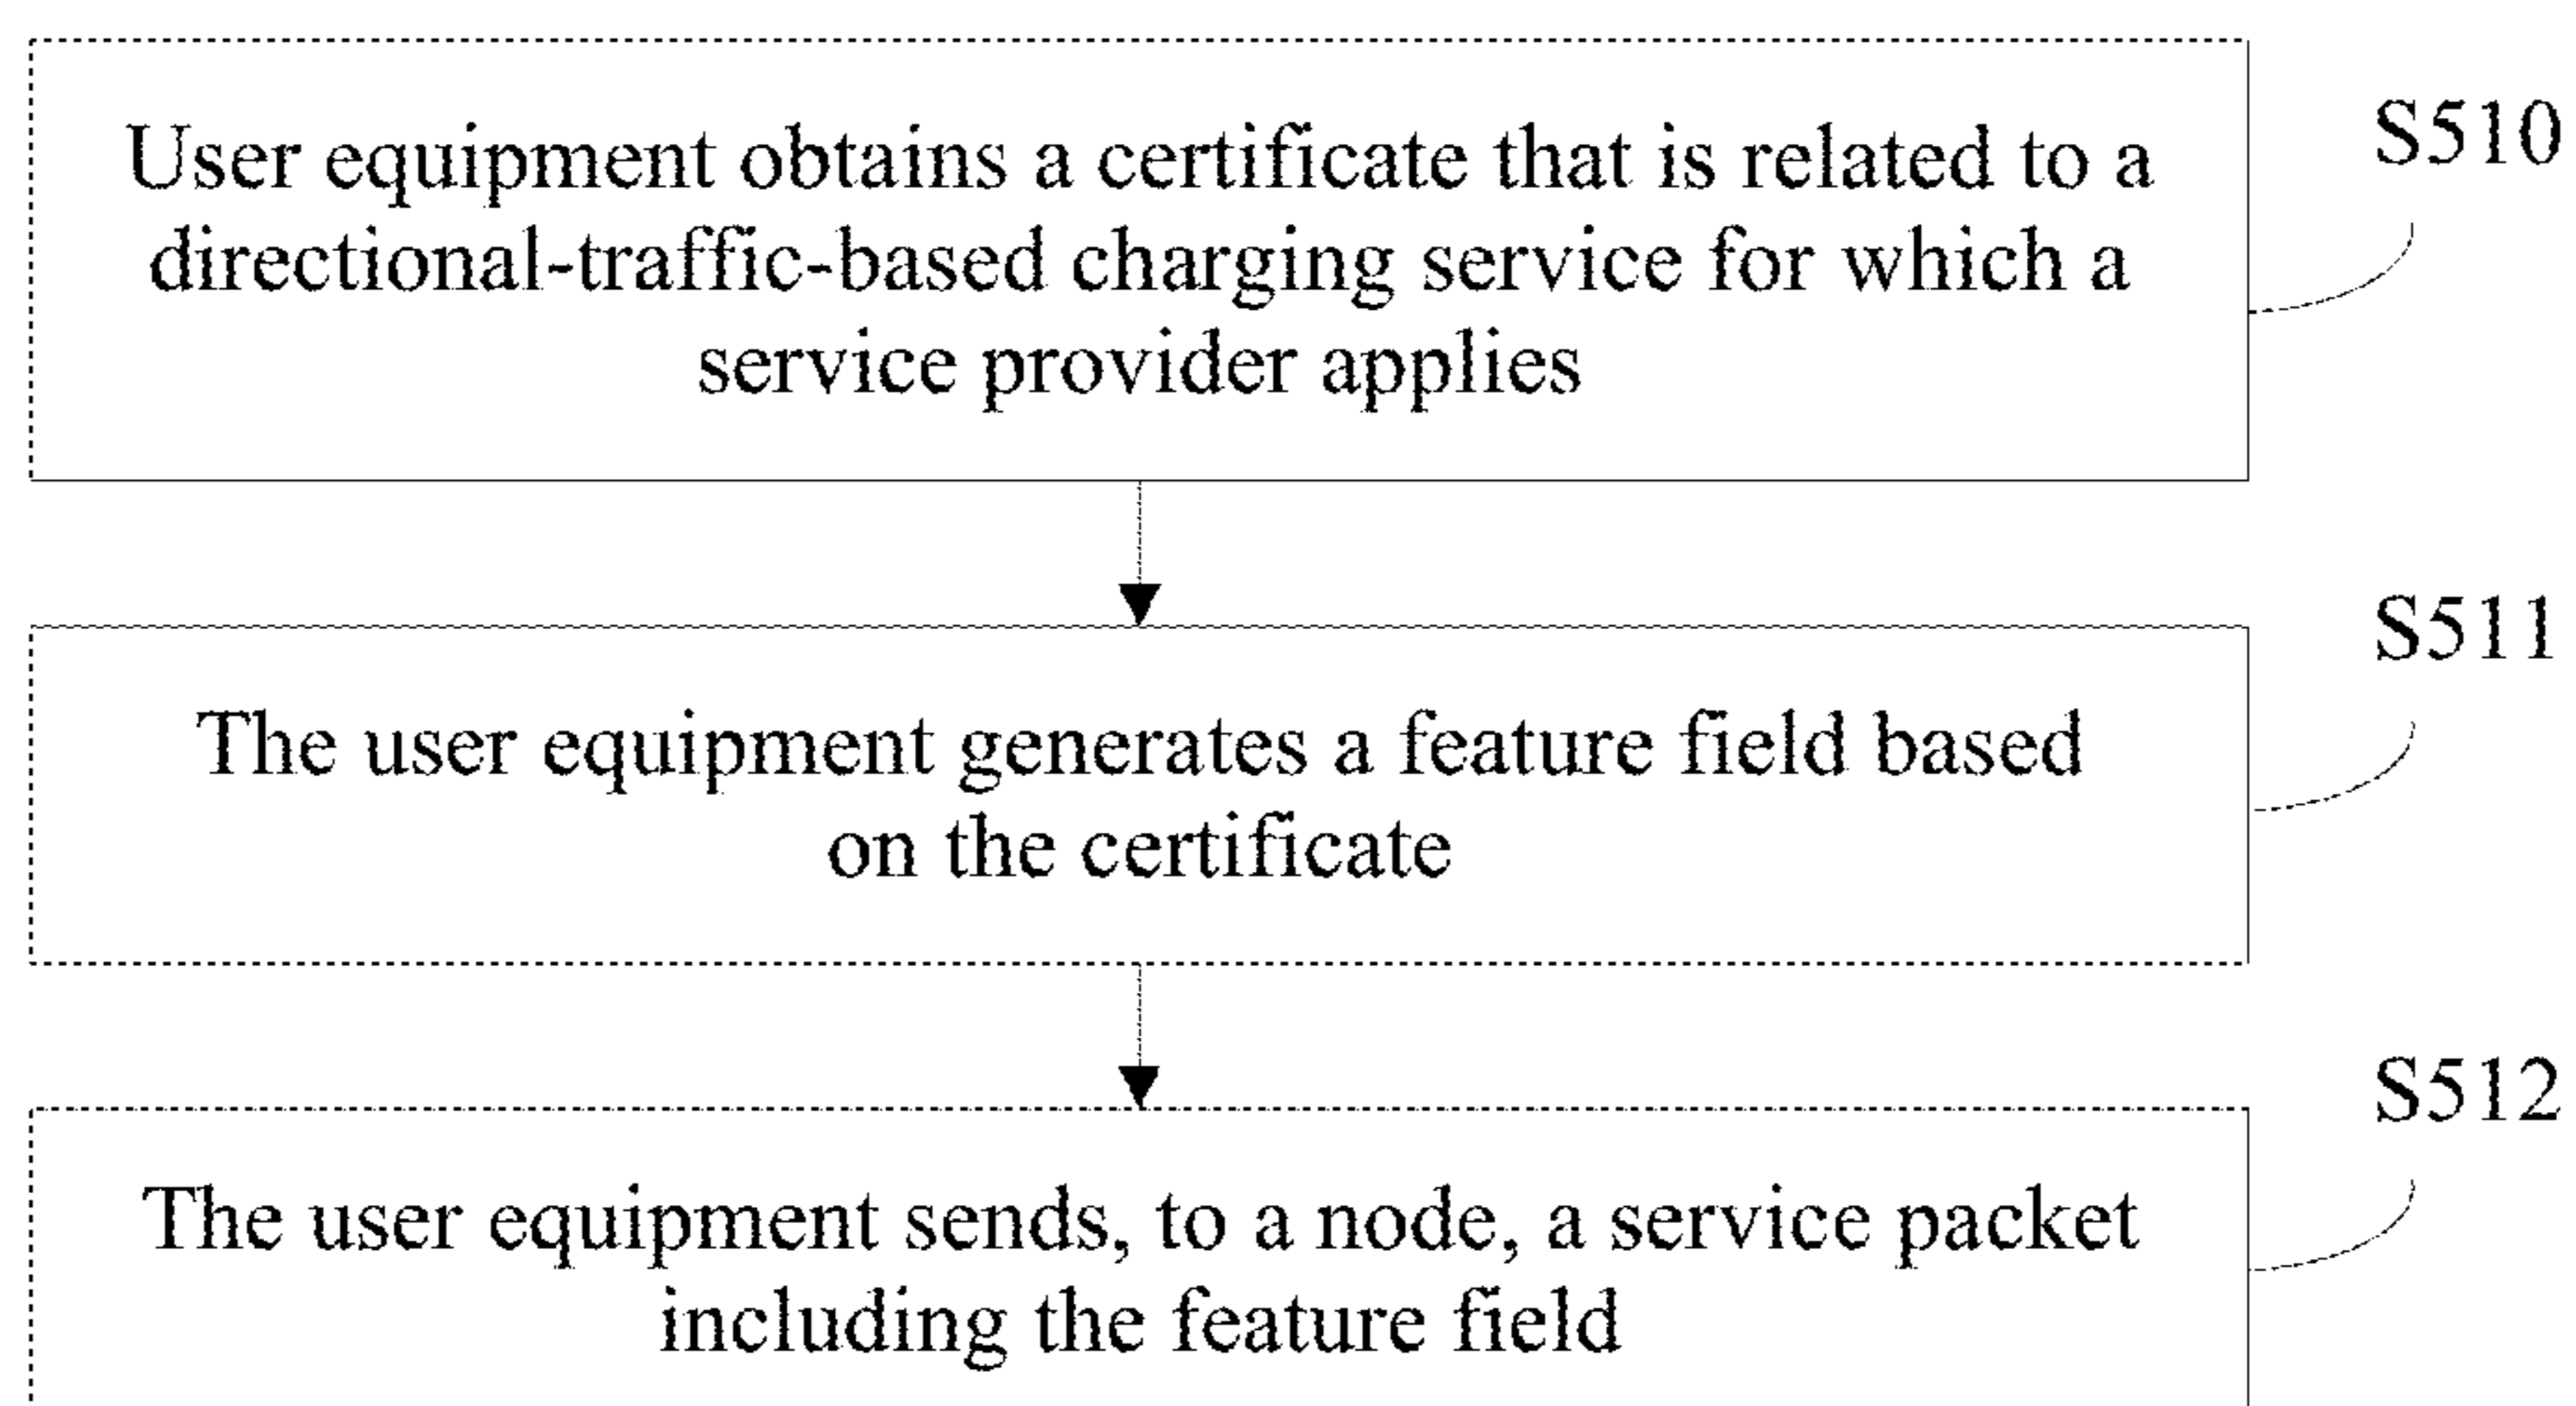 User equipment obtains a certificate that is related to a
directional-traffic-based charging service for which a
service provider applies
S510
The user equipment generates a feature field based
on the certificate
S511
The user equipment sends, to a node, a service packet
including the feature field
S512